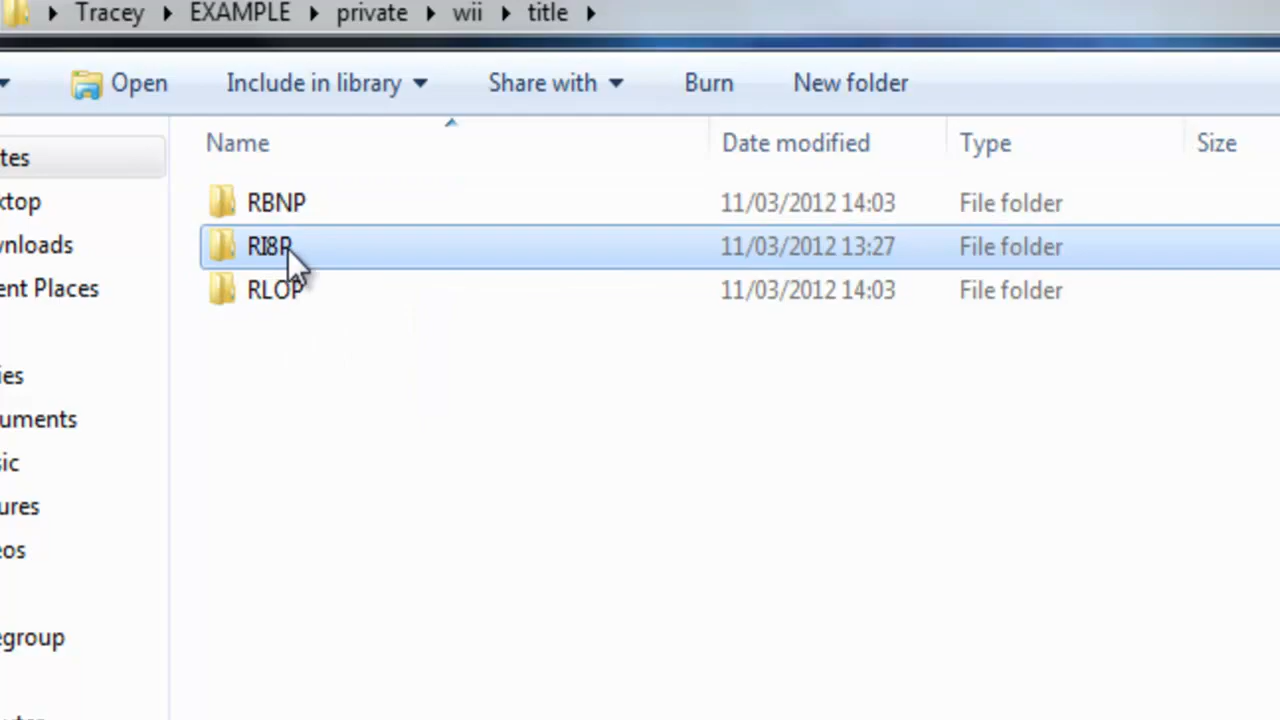 Tracey EXAMPLE private wii title
Open Include in library Share with Burn New folder
Name Date modified Type Size
RBNP 11/03/2012 14:03 File folder
RI8P 11/03/2012 13:27 File folder
RLOP 11/03/2012 14:03 File folder
tes
ktop
wnloads
ent Places
ies
uments
sic
ures
eos
egroup